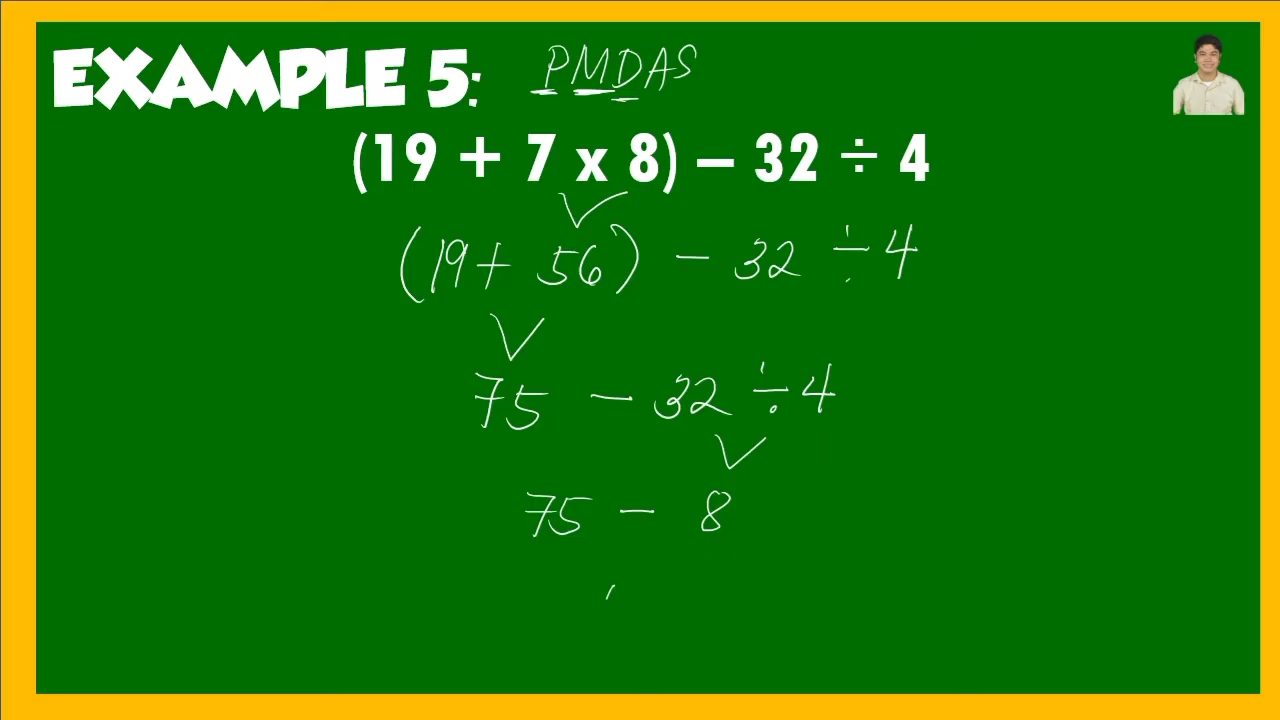 EXAMPLE 5: PMDAS
(19 + 7 x 8) – 32 ÷ 4
(19 + 56) – 32 ÷ 4
75 – 32 ÷ 4
75 – 8